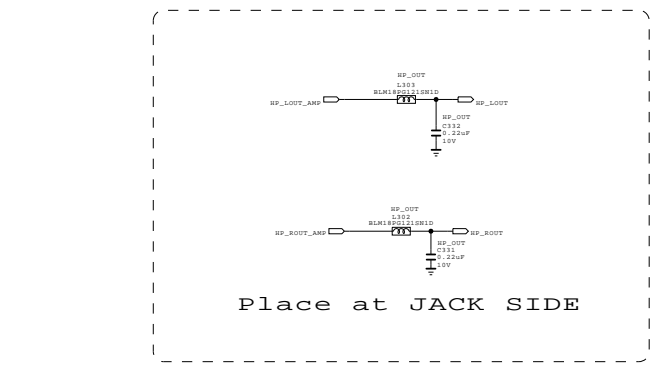 HP_OUT
L303
BLM18PG121SN1D
HP_LOUT_AMP
HP_LOUT
HP_OUT
C332
0.22uF
10V
HP_OUT
L302
BLM18PG121SN1D
HP_ROUT_AMP
HP_ROUT
HP_OUT
C331
0.22uF
10V
Place at JACK SIDE